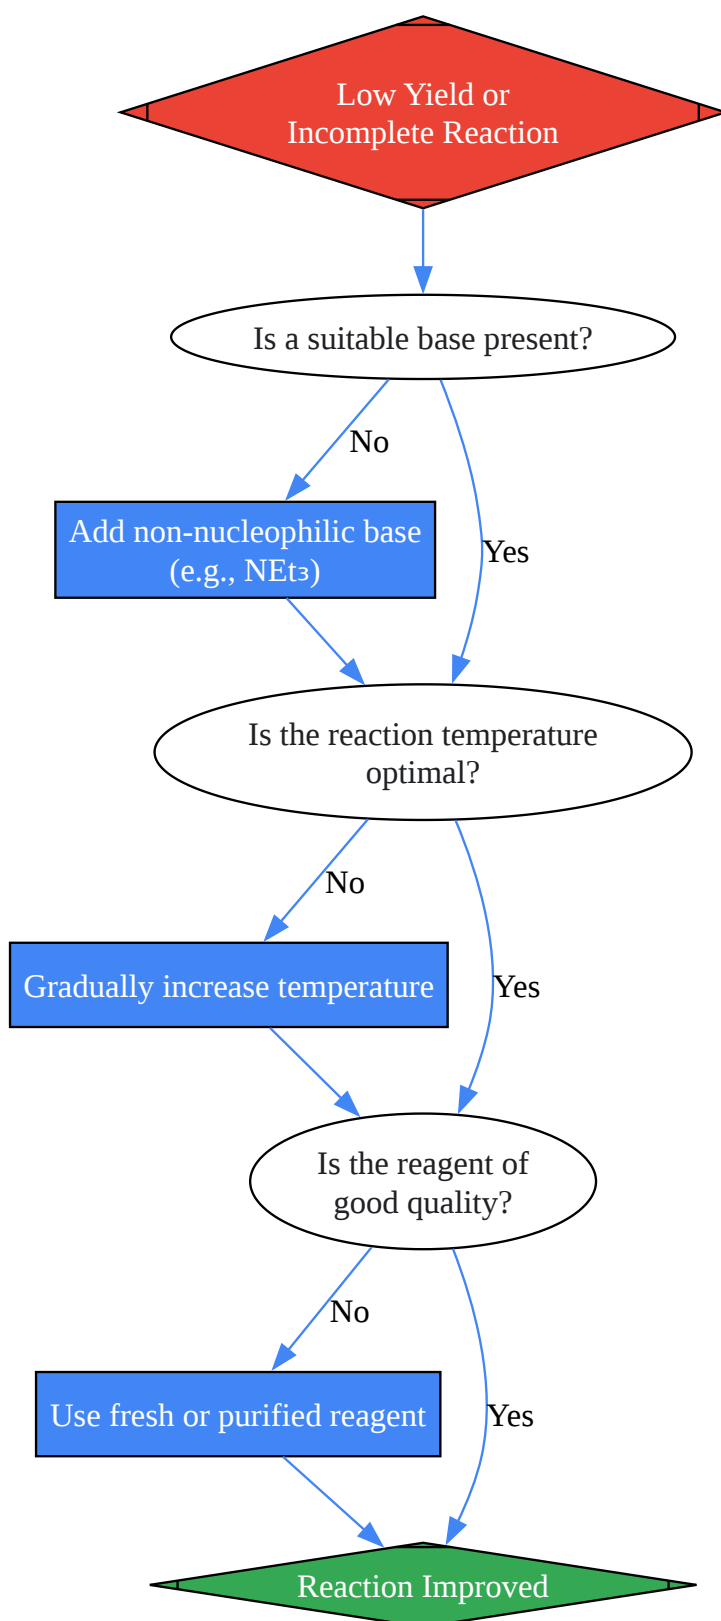 Low Yield or
Incomplete Reaction
Is a suitable base present?
No
Add non-nucleophilic base
(e.g., NEt₃)
Yes
Is the reaction temperature
optimal?
No
Gradually increase temperature
Yes
Is the reagent of
good quality?
No
Use fresh or purified reagent
Yes
Reaction Improved